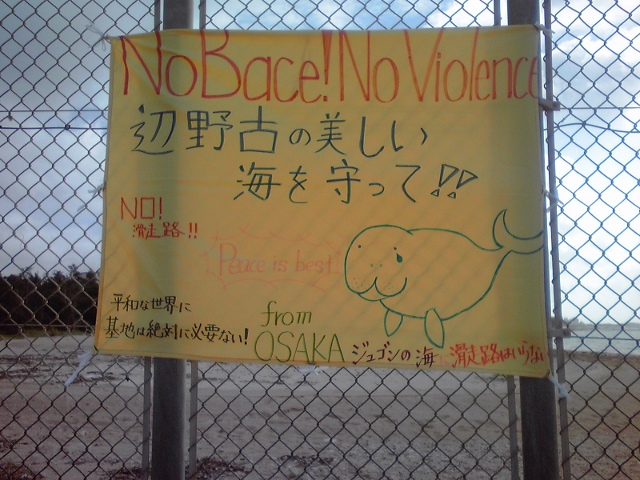 No Bace! No Violence
辺野古の美しい
海を守って!!
NO!
滑走路!!
Peace is best
平和な世界に
基地は絶対に必要ない!
from
OSAKA
ジュゴンの海に滑走路はいらない